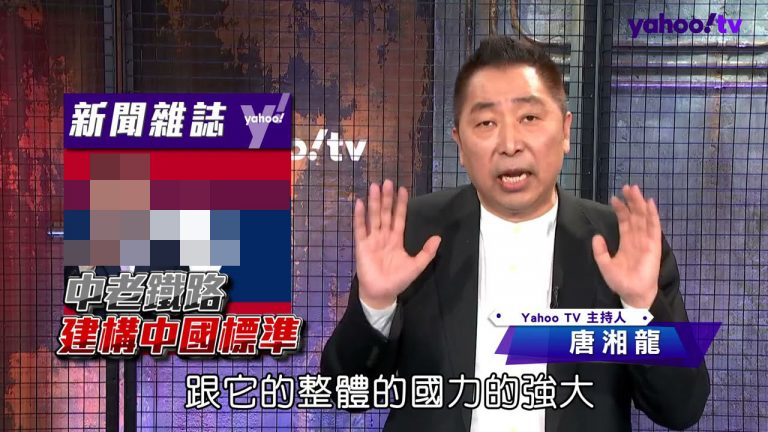 yahoo!tv
新聞雜誌
yahoo!
y!
o!tv
中老鐵路
建構中國標準
Yahoo TV 主持人
唐湘龍
跟它的整體的國力的強大